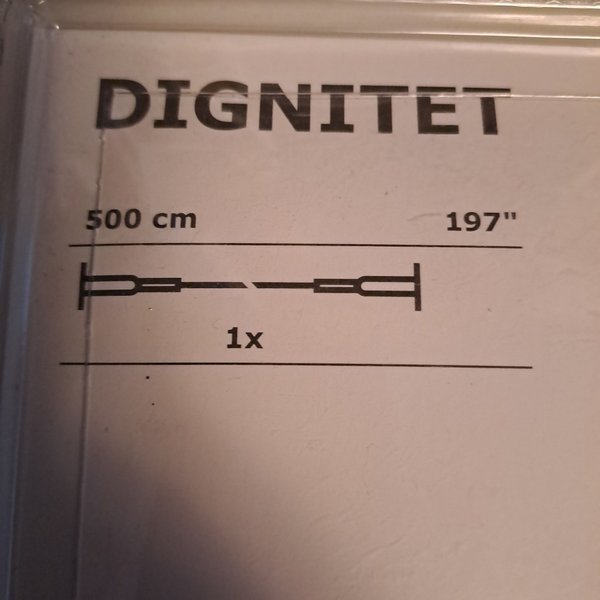 DIGNITET
500 cm 197"
1x